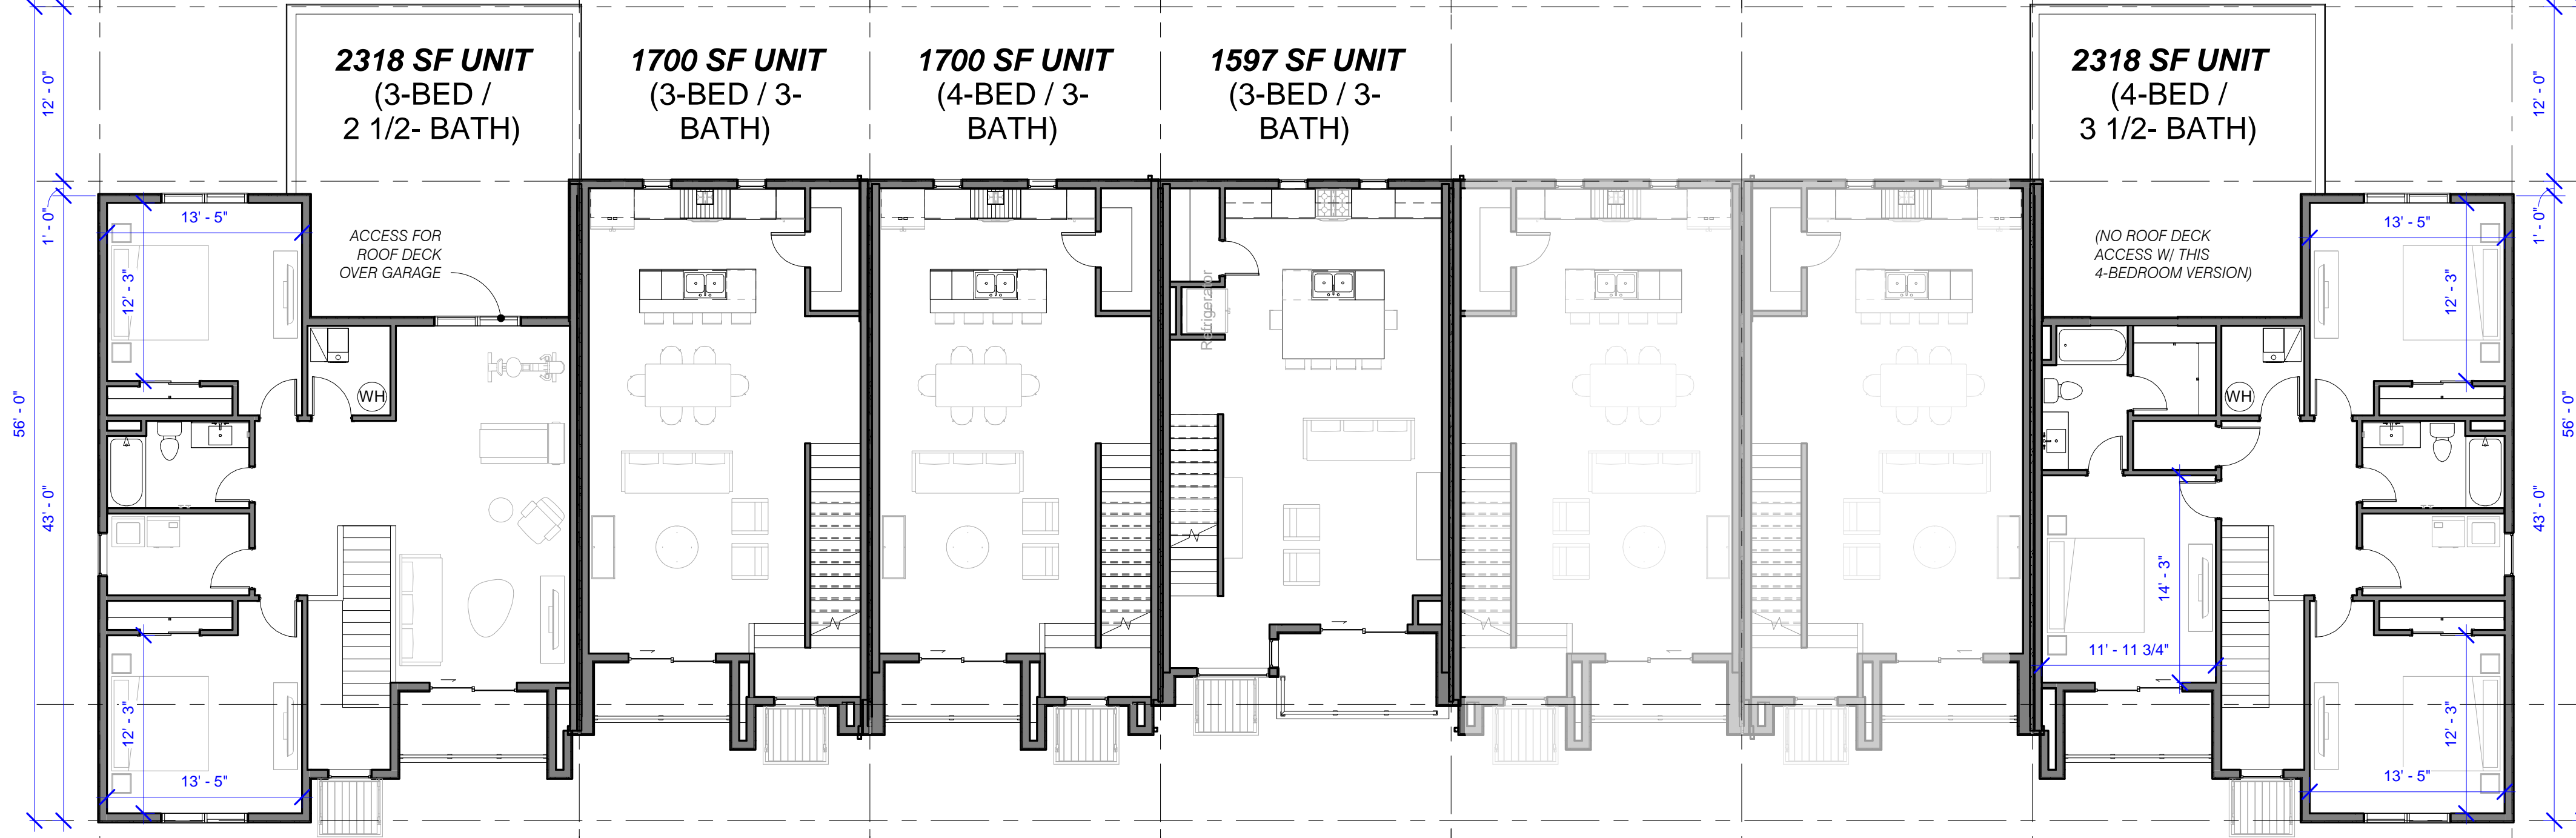 2318 SF UNIT
(3-BED /
2 1/2- BATH)
1700 SF UNIT
(3-BED / 3-
BATH)
1700 SF UNIT
(4-BED / 3-
BATH)
1597 SF UNIT
(3-BED / 3-
BATH)
2318 SF UNIT
(4-BED /
3 1/2- BATH)
12' - 0"
1' - 0"
56' - 0"
43' - 0"
13' - 5"
12' - 3"
ACCESS FOR
ROOF DECK
OVER GARAGE
WH
12' - 3"
13' - 5"
Refrigerator
(NO ROOF DECK
ACCESS W/ THIS
4-BEDROOM VERSION)
13' - 5"
12' - 3"
WH
14' - 3"
11' - 11 3/4"
12' - 3"
13' - 5"
12' - 0"
1' - 0"
56' - 0"
43' - 0"